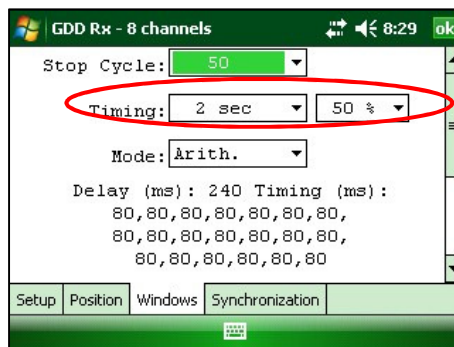 GDD Rx - 8 channels 8:29 ok
Stop Cycle: 50
Timing: 2 sec 50 %
Mode: Arith.
Delay (ms): 240 Timing (ms):
80,80,80,80,80,80,80,
80,80,80,80,80,80,80,
80,80,80,80,80,80
Setup Position Windows Synchronization